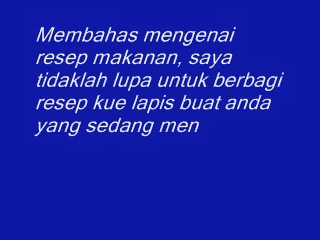 Membahas mengenai
resep makanan, saya
tidaklah lupa untuk berbagi
resep kue lapis buat anda
yang sedang men